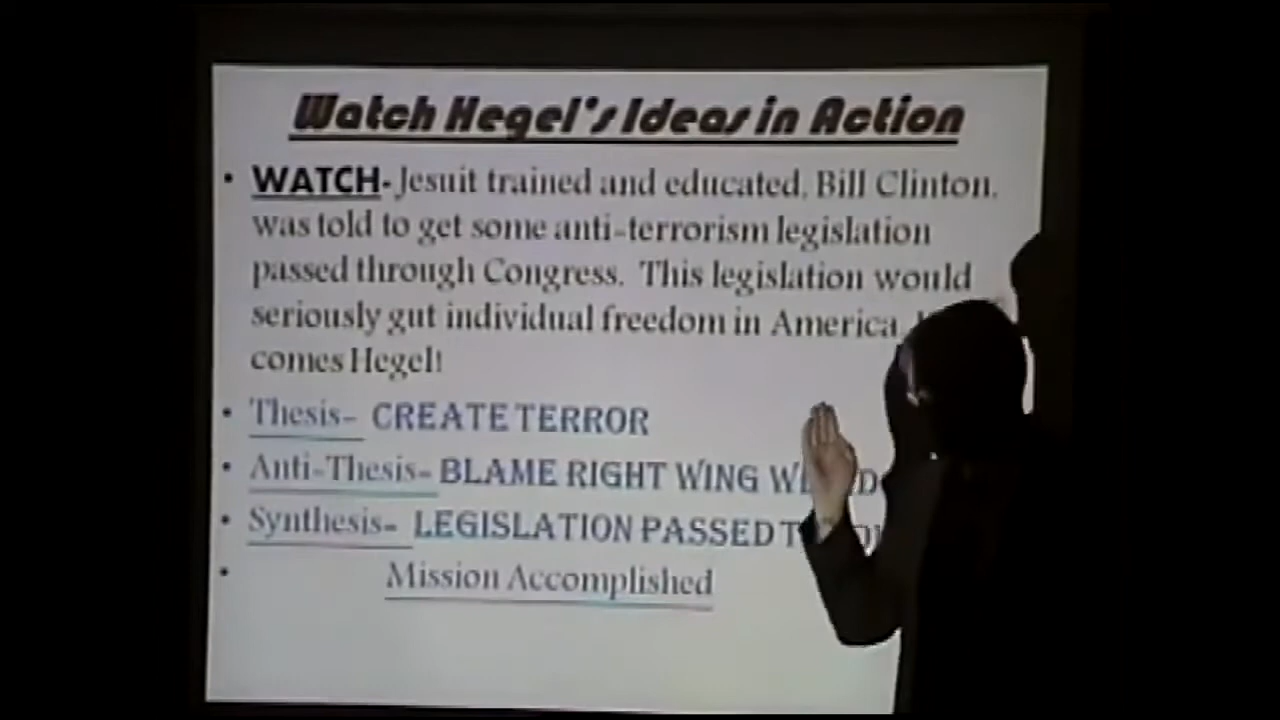 Watch Hegel's Ideas in Action
• WATCH- Jesuit trained and educated, Bill Clinton,
was told to get some anti-terrorism legislation
passed through Congress. This legislation would
seriously gut individual freedom in America.
comes Hegel!
• Thesis- CREATE TERROR
• Anti-Thesis- BLAME RIGHT WING
• Synthesis- LEGISLATION PASSED
• Mission Accomplished